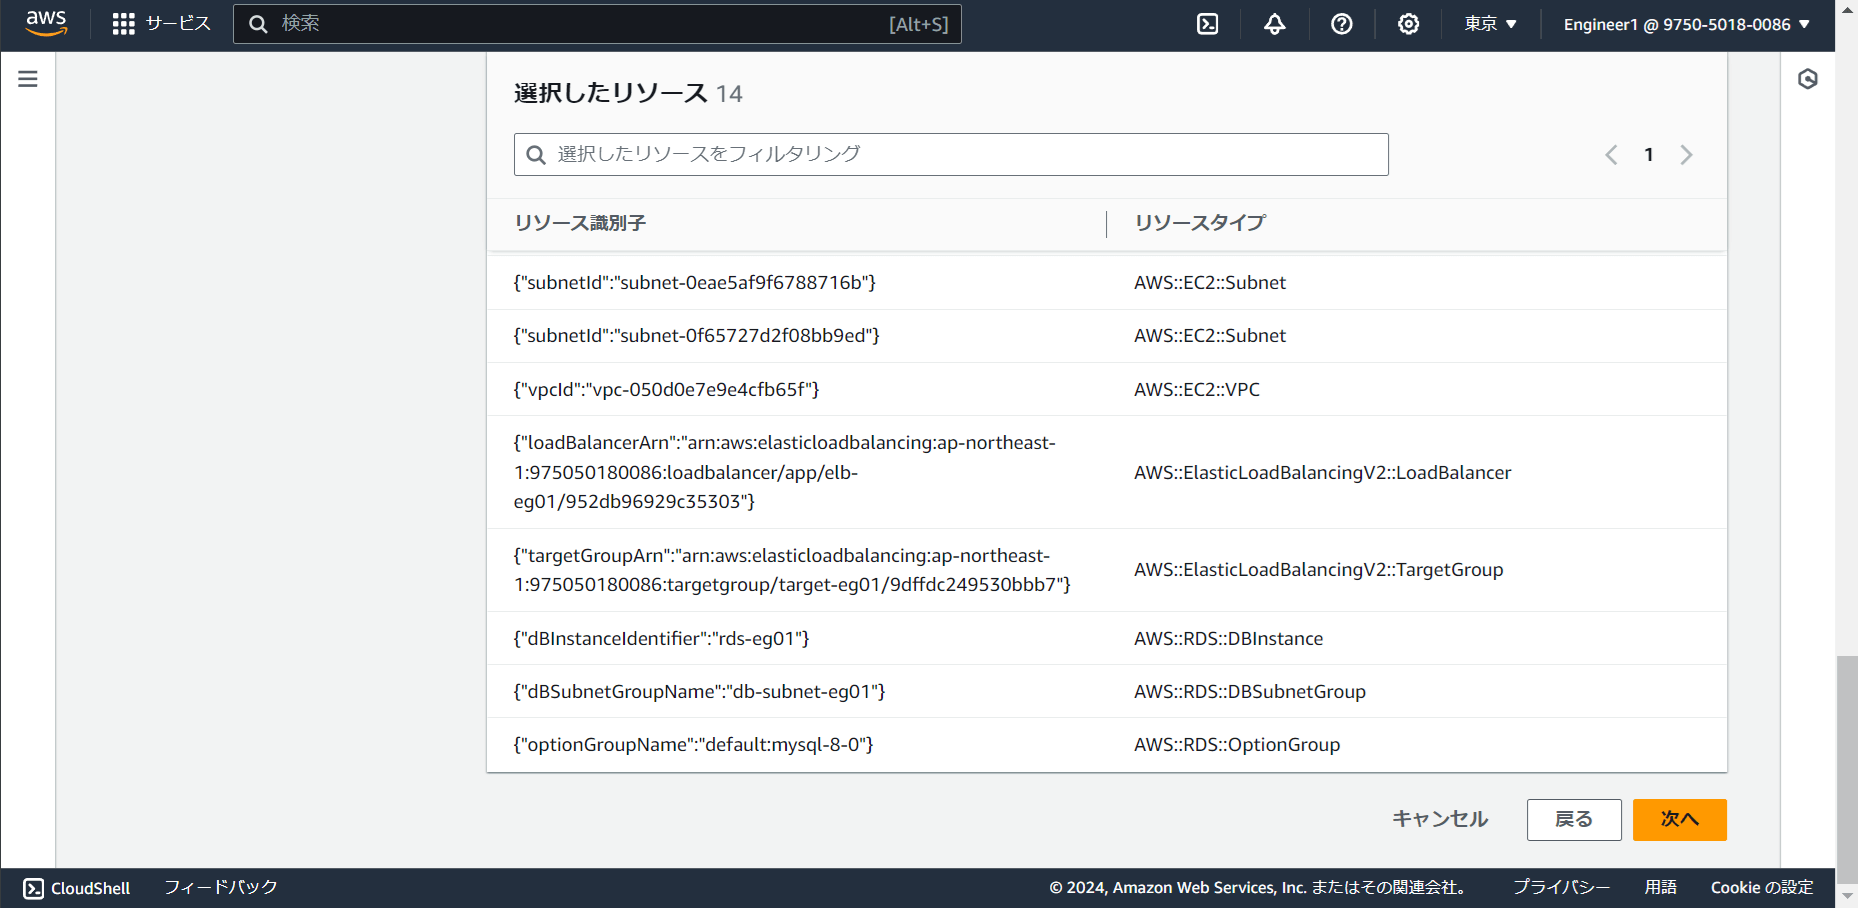 aws
サービス
検索
[Alt+S]
東京
Engineer1 @ 9750-5018-0086
選択したリソース 14
選択したリソースをフィルタリング
1
リソース識別子
リソースタイプ
{"subnetId":"subnet-0eae5af9f6788716b"}
AWS::EC2::Subnet
{"subnetId":"subnet-0f65727d2f08bb9ed"}
AWS::EC2::Subnet
{"vpcId":"vpc-050d0e7e9e4cfb65f"}
AWS::EC2::VPC
{"loadBalancerArn":"arn:aws:elasticloadbalancing:ap-northeast-
1:975050180086:loadbalancer/app/elb-
eg01/952db96929c35303"}
AWS::ElasticLoadBalancingV2::LoadBalancer
{"targetGroupArn":"arn:aws:elasticloadbalancing:ap-northeast-
1:975050180086:targetgroup/target-eg01/9dffdc249530bbb7"}
AWS::ElasticLoadBalancingV2::TargetGroup
{"dBInstanceIdentifier":"rds-eg01"}
AWS::RDS::DBInstance
{"dBSubnetGroupName":"db-subnet-eg01"}
AWS::RDS::DBSubnetGroup
{"optionGroupName":"default:mysql-8-0"}
AWS::RDS::OptionGroup
キャンセル
戻る
次へ
CloudShell
フィードバック
© 2024, Amazon Web Services, Inc. またはその関連会社。
プライバシー
用語
Cookie の設定